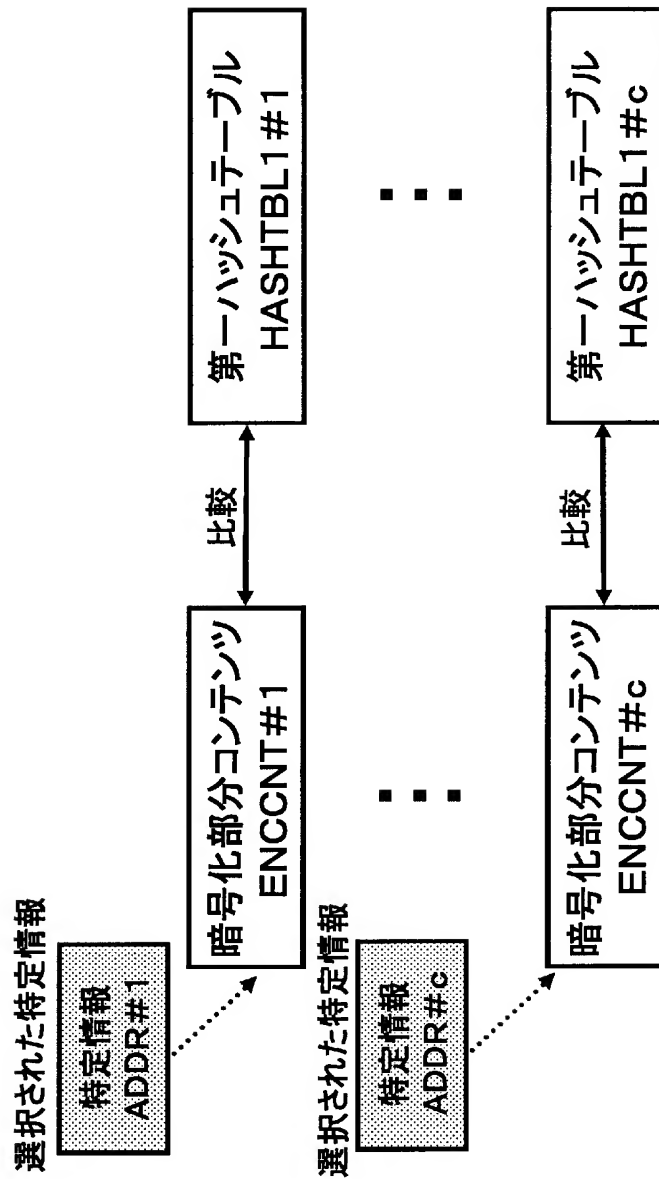 選択された特定情報
特定情報
ADDR#1
暗号化部分コンテンツ
ENCCNT#1
比較
第一ハッシュテーブル
HASHTBL1#1
選択された特定情報
特定情報
ADDR#c
暗号化部分コンテンツ
ENCCNT#c
比較
第一ハッシュテーブル
HASHTBL1#c